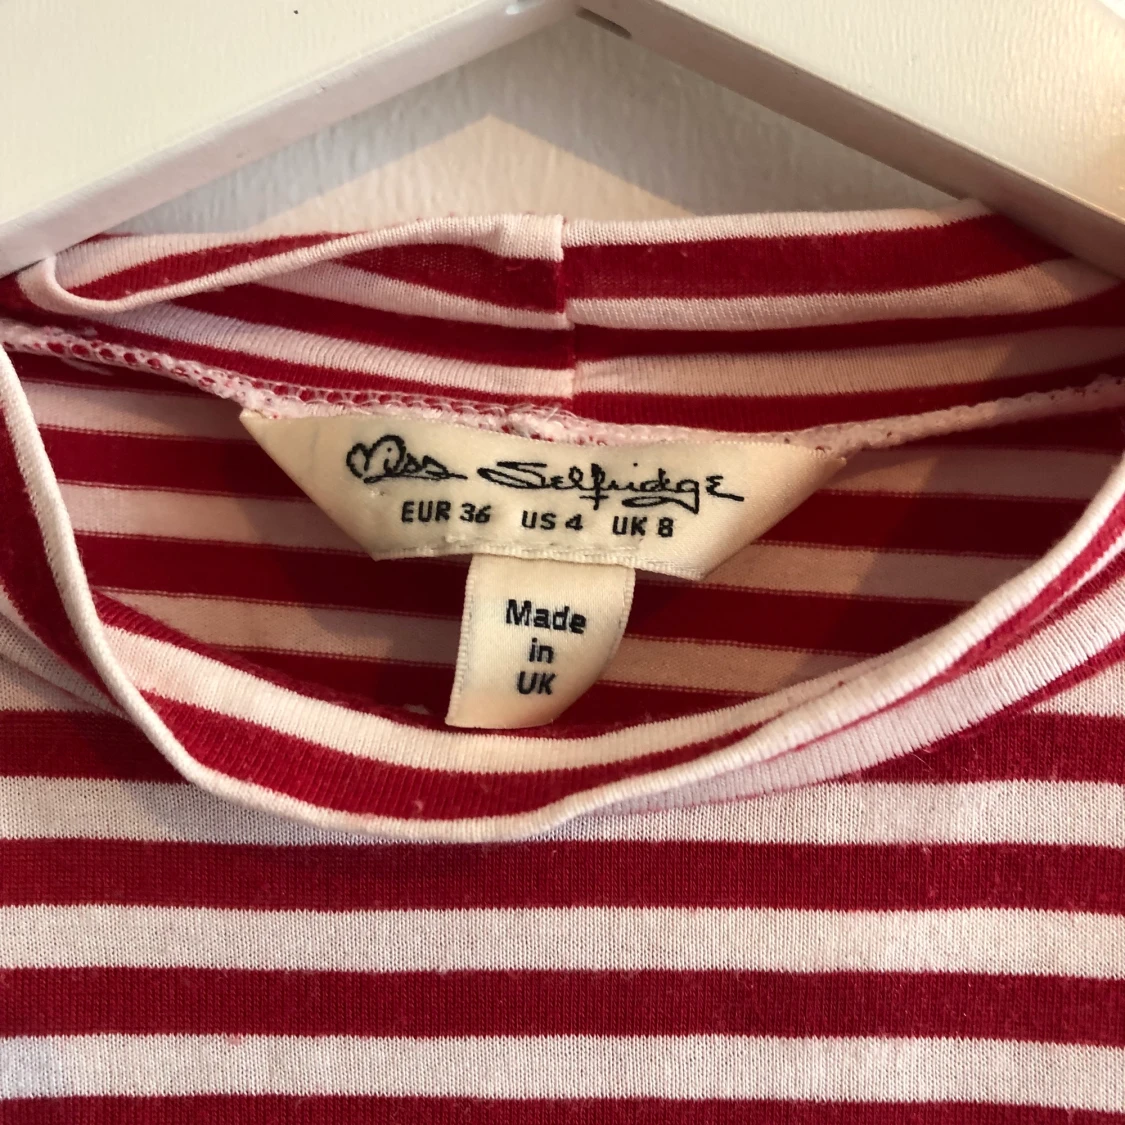 Miss Selfridge
EUR 36 US 4 UK 8
Made
in
UK